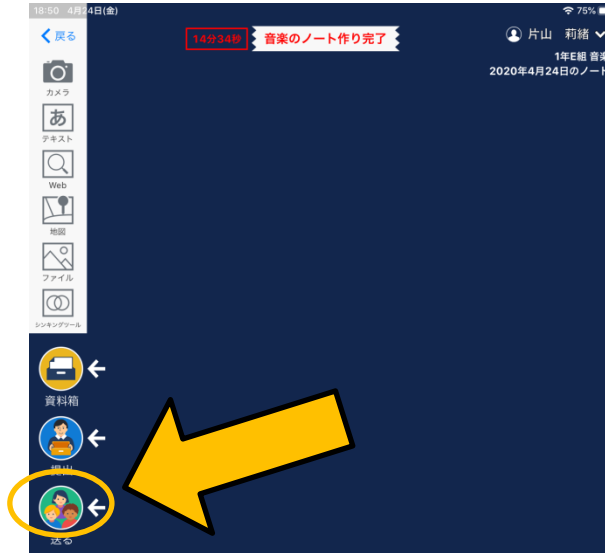 18:50 4月24日(金)
75%
戻る
14分34秒
音楽のノート作り完了
片山 莉緒
1年E組 音楽
2020年4月24日のノート
カメラ
あ
テキスト
Web
地図
ファイル
シンキングツール
資料箱
提出
送る